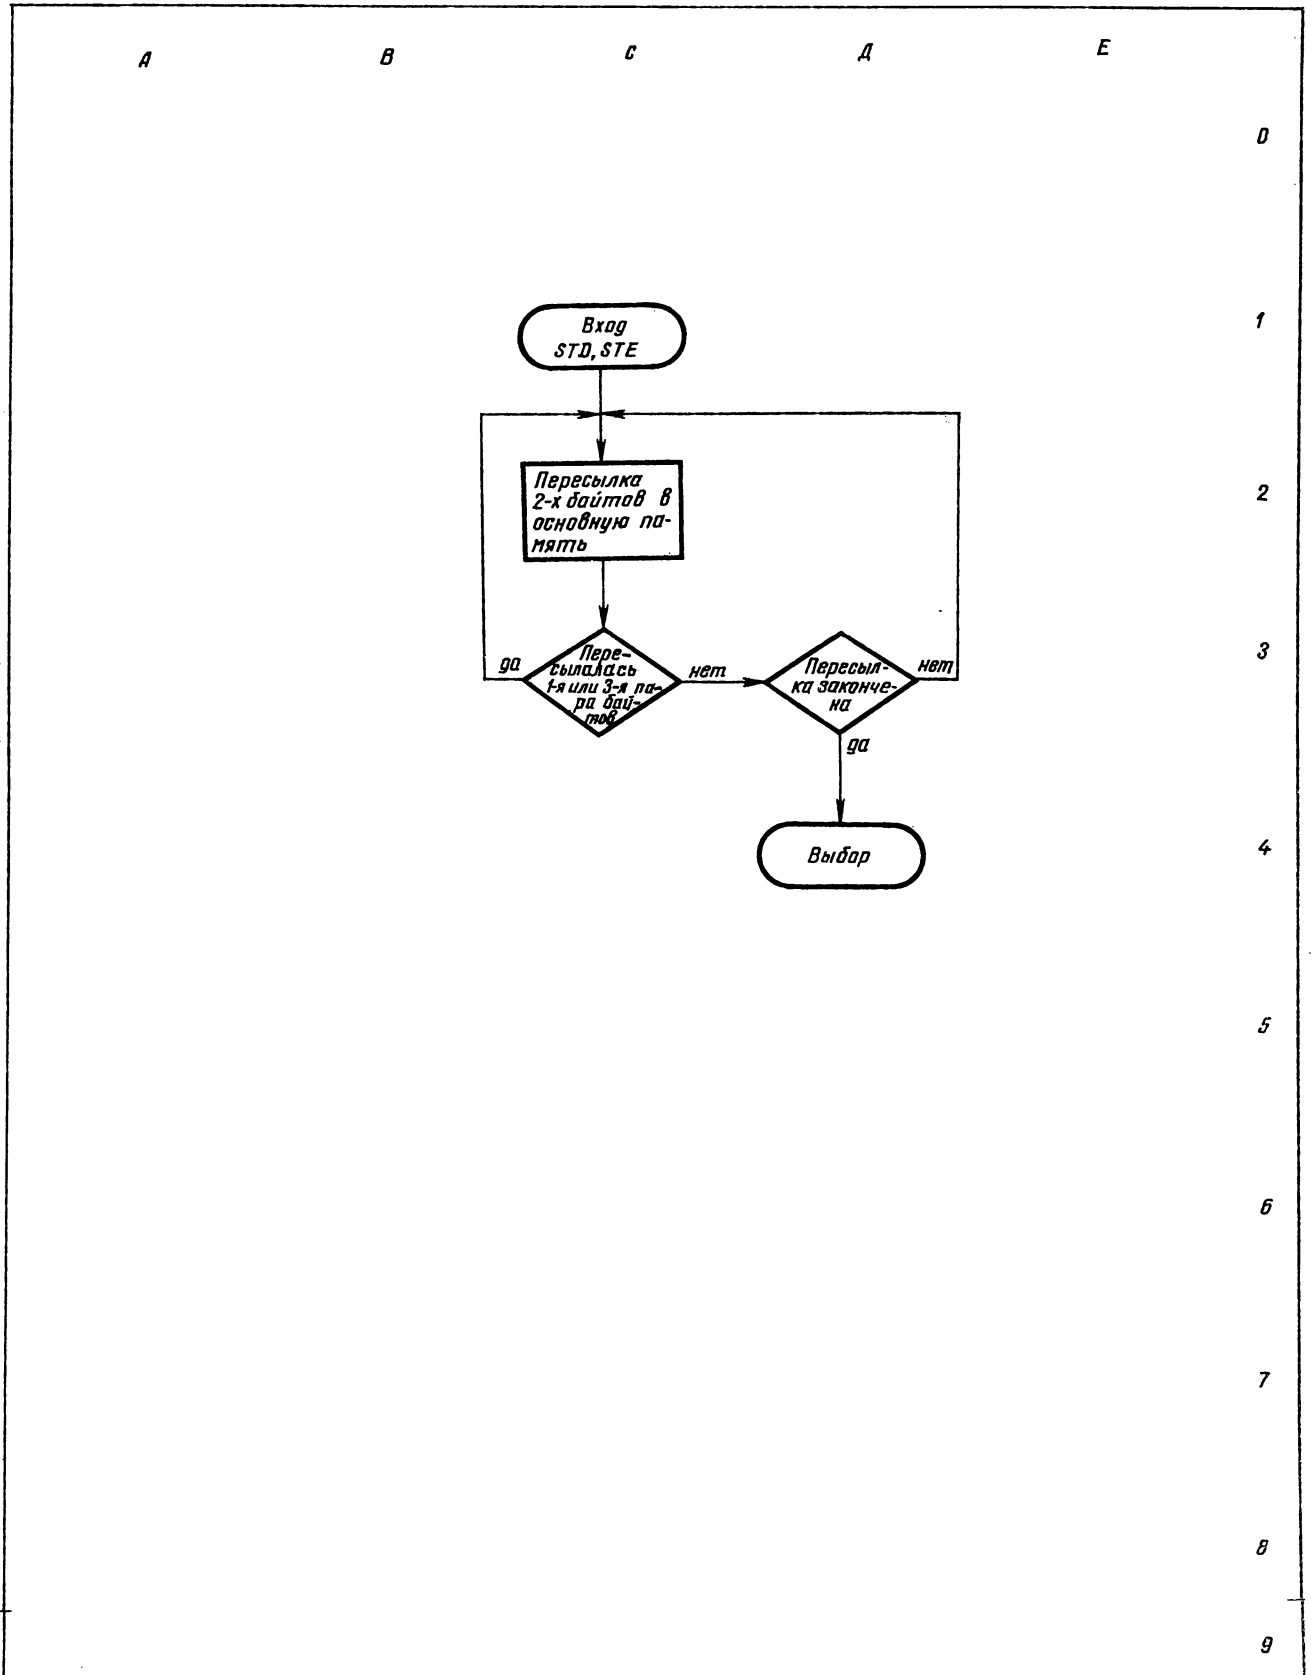 A
B
C
Д
E
0
1
Вход
STD, STE
Пересылка
2-х байтов в
основную па-
мять
2
Пере-
сылалась
1-я или 3-я па-
ра бай-
тов
да
нет
Пересыл-
ка законче-
на
нет
3
да
Выбор
4
5
6
7
8
9